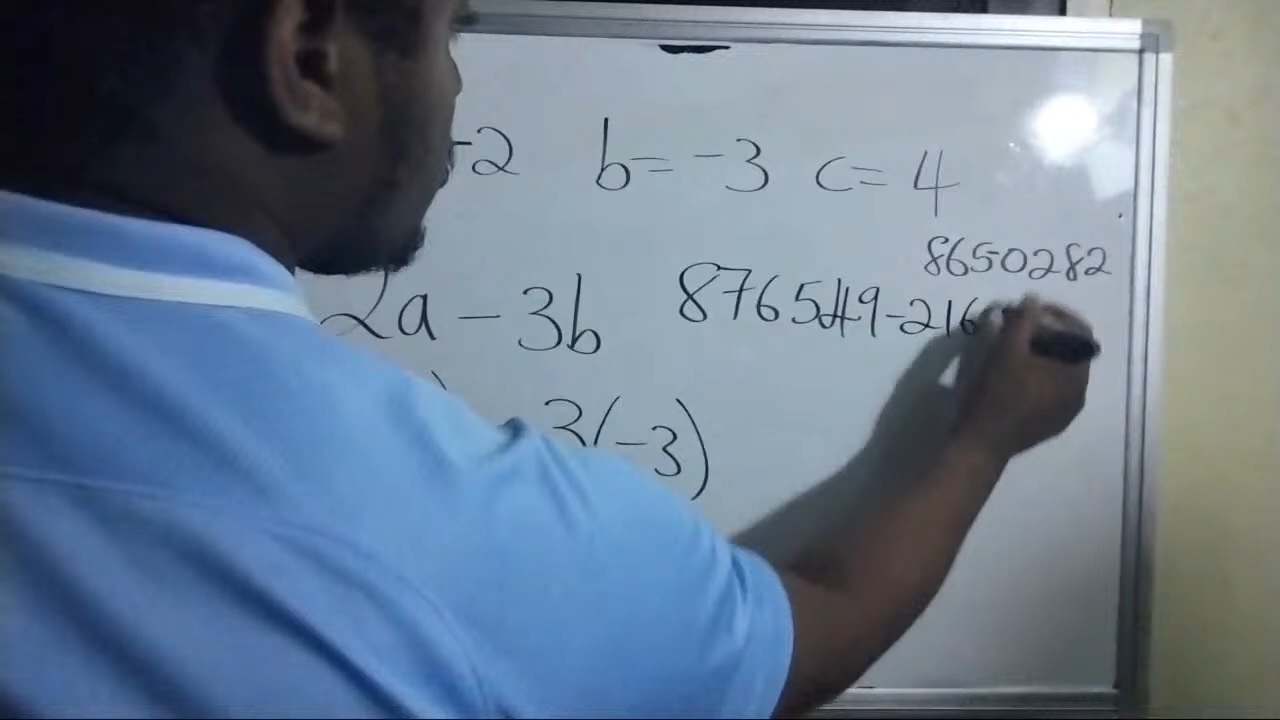 -2 b = -3 c = 4
8650282
2a - 3b 876549-216
3(-3)